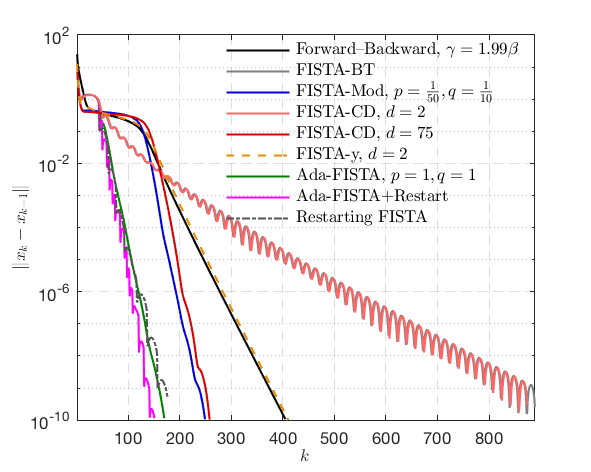 10^2
10^-2
10^-6
10^-10
||x_k − x_{k−1}||
Forward–Backward, γ = 1.99β
FISTA-BT
FISTA-Mod, p = 1/50, q = 1/10
FISTA-CD, d = 2
FISTA-CD, d = 75
FISTA-y, d = 2
Ada-FISTA, p = 1, q = 1
Ada-FISTA+Restart
Restarting FISTA
100 200 300 400 500 600 700 800
k